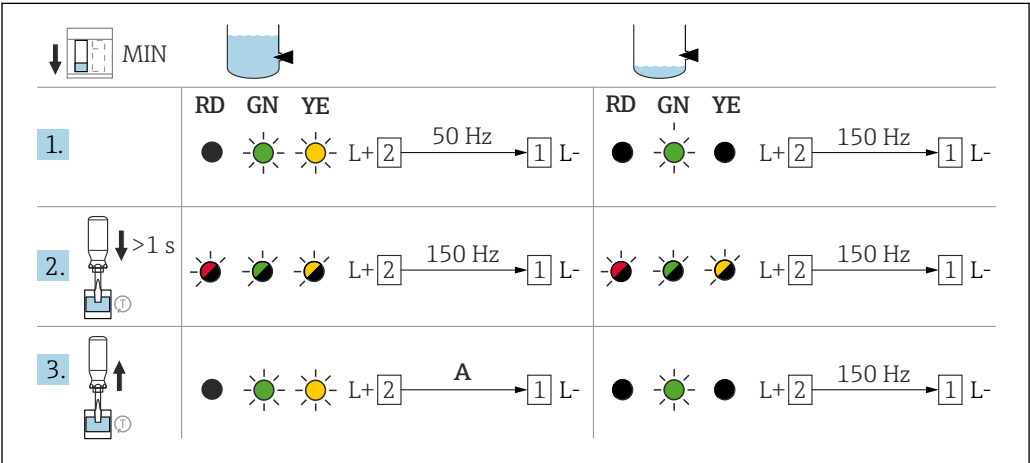 MIN
RD GN YE RD GN YE
1. L+ 2 50 Hz 1 L- L+ 2 150 Hz 1 L-
2. >1 s T L+ 2 150 Hz 1 L- L+ 2 150 Hz 1 L-
3. T L+ 2 A 1 L- L+ 2 150 Hz 1 L-